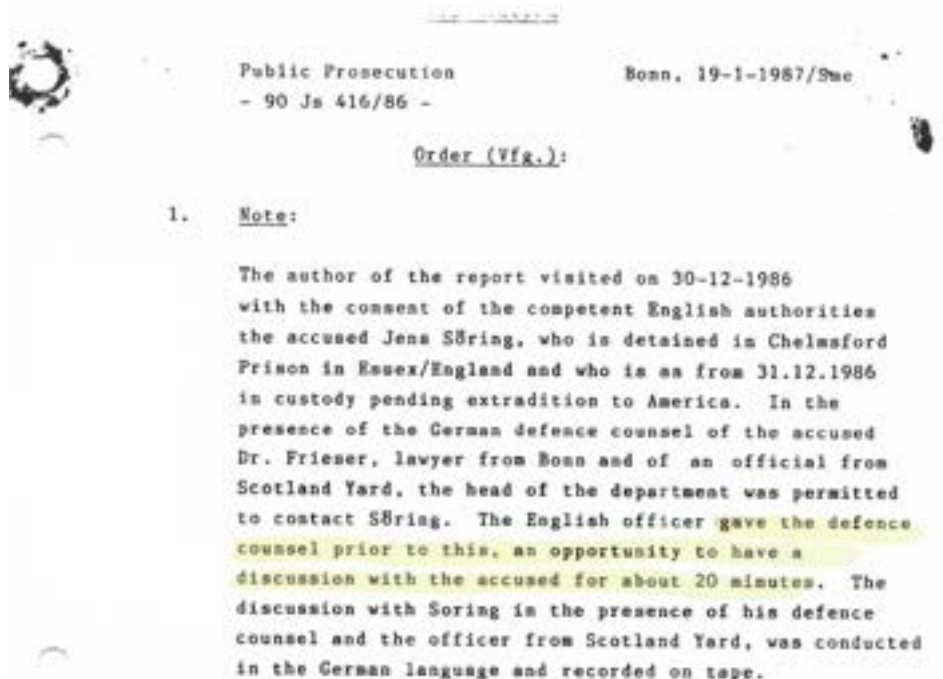 Public Prosecution Bonn, 19-1-1987/Sme
- 90 Js 416/86 -
Order (Vfg.):
1. Note:
The author of the report visited on 30-12-1986
with the consent of the competent English authorities
the accused Jens Söring, who is detained in Chelmsford
Prison in Essex/England and who is as from 31.12.1986
in custody pending extradition to America. In the
presence of the German defence counsel of the accused
Dr. Frieser, lawyer from Bonn and of an official from
Scotland Yard, the head of the department was permitted
to contact Söring. The English officer gave the defence
counsel prior to this, an opportunity to have a
discussion with the accused for about 20 minutes. The
discussion with Soring in the presence of his defence
counsel and the officer from Scotland Yard, was conducted
in the German language and recorded on tape.